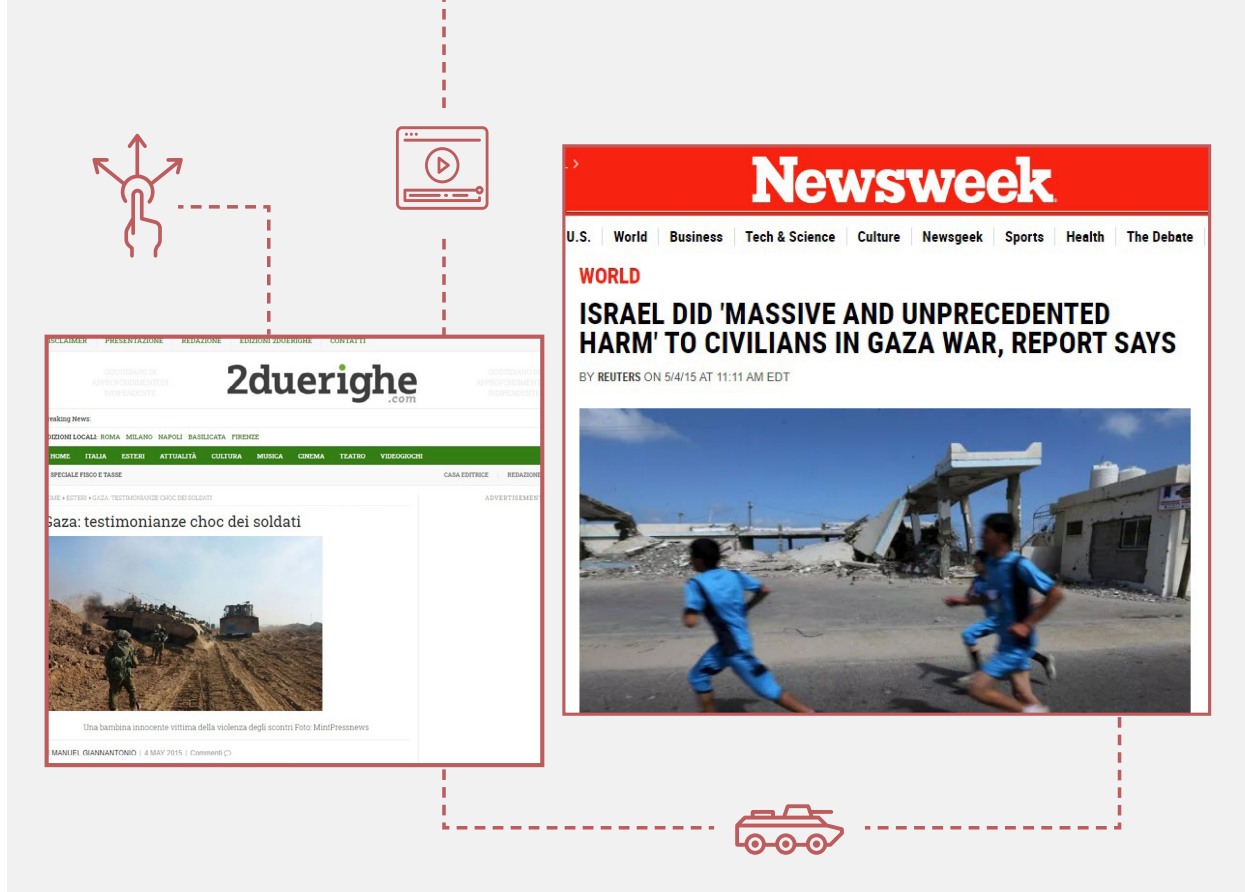 Newsweek
U.S. World Business Tech & Science Culture Newsgeek Sports Health The Debate
WORLD
ISRAEL DID 'MASSIVE AND UNPRECEDENTED
HARM' TO CIVILIANS IN GAZA WAR, REPORT SAYS
BY REUTERS ON 5/4/15 AT 11:11 AM EDT
ISCLAIMER PRESENTAZIONE REDAZIONE EDIZIONI 2DUERIGHE CONTATTI
2duerighe
.com
eaking News:
DIZIONI LOCALI: ROMA MILANO NAPOLI BASILICATA FIRENZE
HOME ITALIA ESTERI ATTUALITÀ CULTURA MUSICA CINEMA TEATRO VIDEOGIOCHI
SPECIALE FISCO E TASSE CASA EDITRICE REDAZIONE
OME • ESTERI • GAZA: TESTIMONIANZE CHOC DEI SOLDATI
ADVERTISEMENT
Gaza: testimonianze choc dei soldati
Una bambina innocente vittima della violenza degli scontri Foto: MintPressnews
MANUEL GIANNANTONIO | 4 MAY 2015 | Commenti